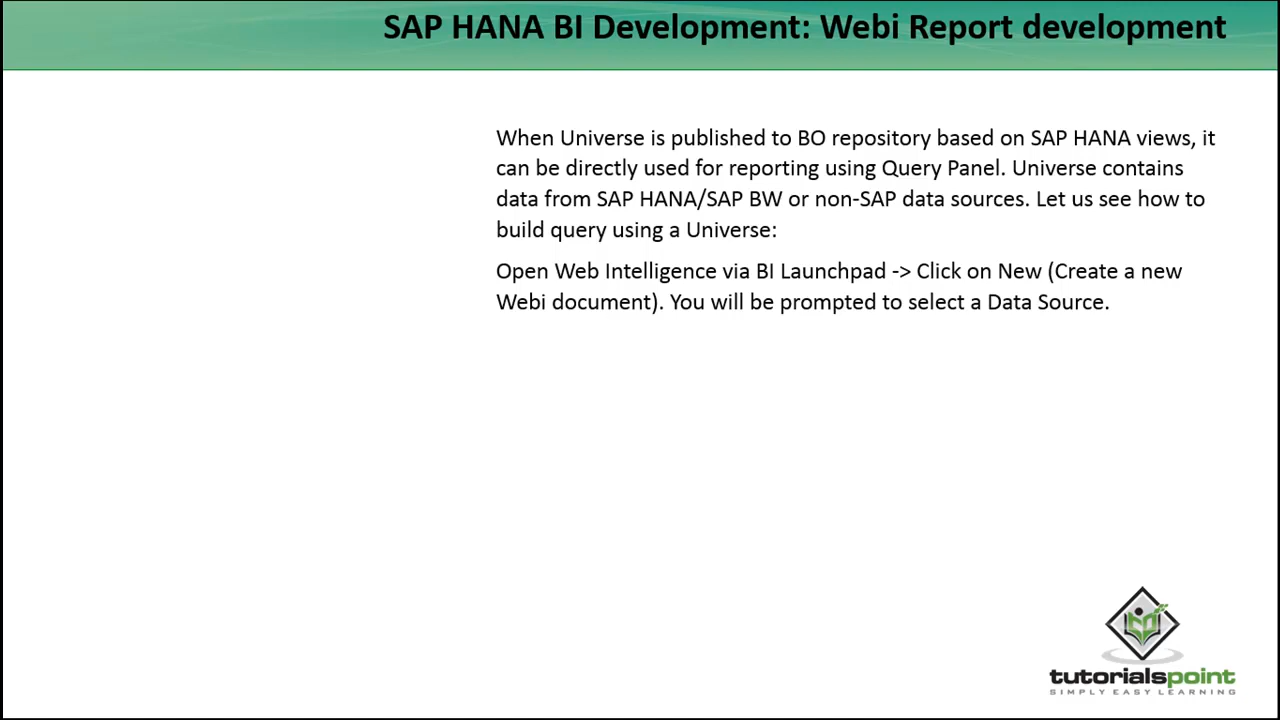 SAP HANA BI Development: Webi Report development
When Universe is published to BO repository based on SAP HANA views, it
can be directly used for reporting using Query Panel. Universe contains
data from SAP HANA/SAP BW or non-SAP data sources. Let us see how to
build query using a Universe:
Open Web Intelligence via BI Launchpad -> Click on New (Create a new
Webi document). You will be prompted to select a Data Source.
tutorialspoint
SIMPLY EASY LEARNING